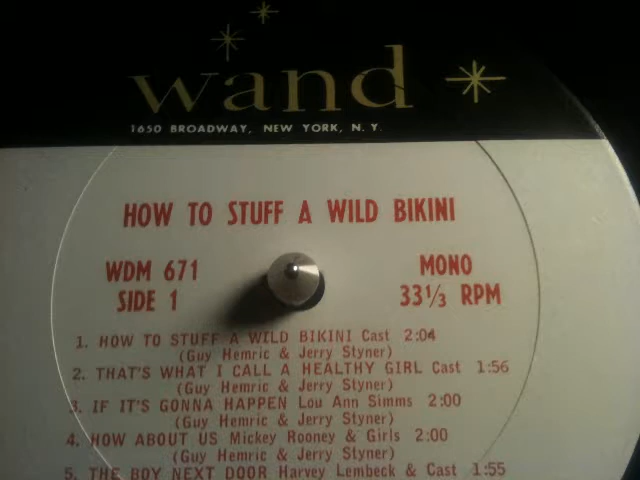 wand
1650 BROADWAY, NEW YORK, N.Y.
HOW TO STUFF A WILD BIKINI
WDM 671
SIDE 1
MONO
33⅓ RPM
1. HOW TO STUFF A WILD BIKINI Cast 2:04
(Guy Hemric & Jerry Styner)
2. THAT'S WHAT I CALL A HEALTHY GIRL Cast 1:56
(Guy Hemric & Jerry Styner)
3. IF IT'S GONNA HAPPEN Lou Ann Simms 2:00
(Guy Hemric & Jerry Styner)
4. HOW ABOUT US Mickey Rooney & Girls 2:00
(Guy Hemric & Jerry Styner)
5. THE BOY NEXT DOOR Harvey Lembeck & Cast 1:55